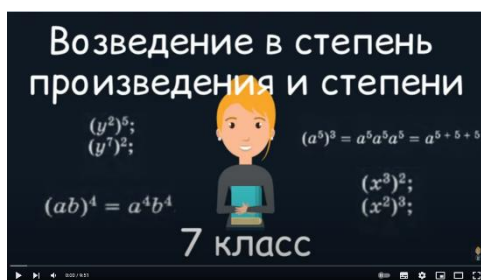 Возведение в степень
произведения и степени
(y²)⁵;
(y⁷)²;
(a⁵)³ = a⁵a⁵a⁵ = a⁵ ⁺ ⁵ ⁺ ⁵
(ab)⁴ = a⁴b⁴
(x³)²;
(x²)³;
7 класс